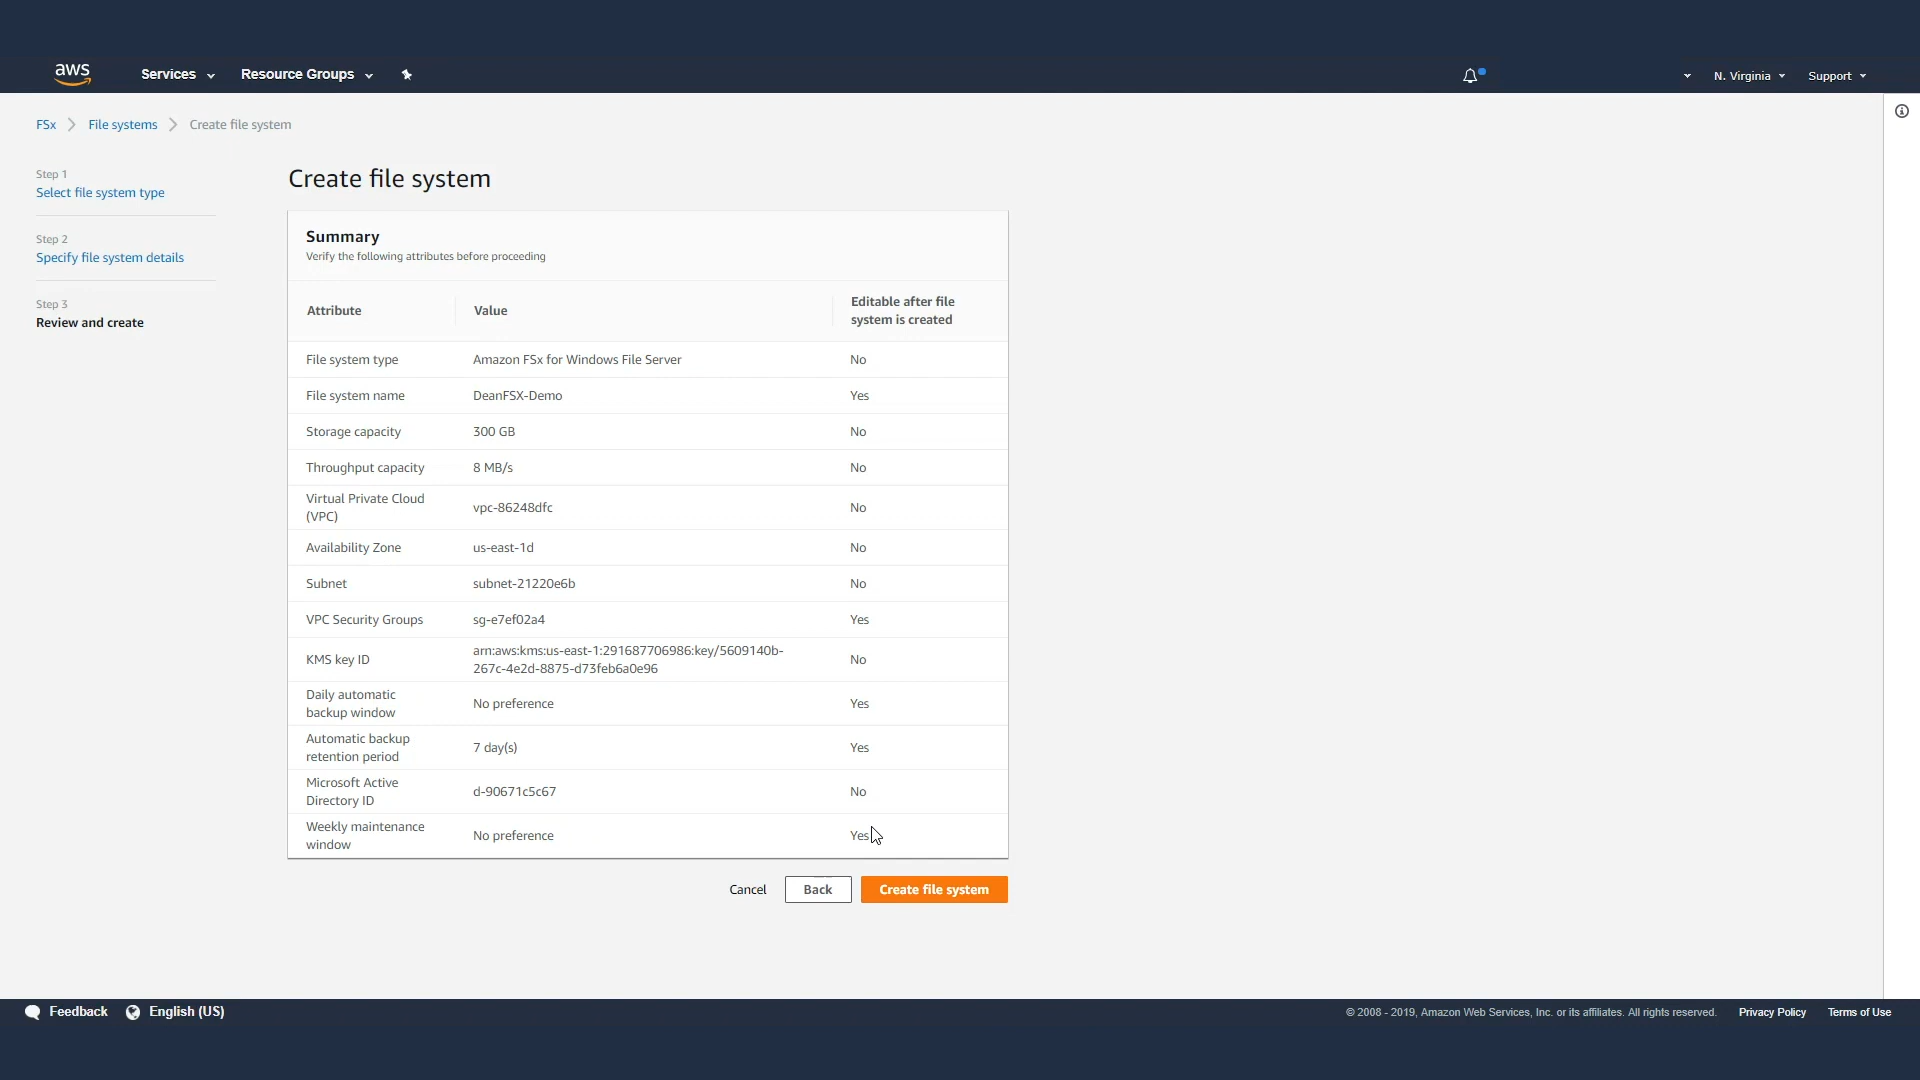 aws
Services
Resource Groups
N. Virginia
Support
FSx
File systems
Create file system
Step 1
Select file system type
Step 2
Specify file system details
Step 3
Review and create
Create file system
Summary
Verify the following attributes before proceeding
Attribute
Value
Editable after file
system is created
File system type
Amazon FSx for Windows File Server
No
File system name
DeanFSX-Demo
Yes
Storage capacity
300 GB
No
Throughput capacity
8 MB/s
No
Virtual Private Cloud
(VPC)
vpc-86248dfc
No
Availability Zone
us-east-1d
No
Subnet
subnet-21220e6b
No
VPC Security Groups
sg-e7ef02a4
Yes
KMS key ID
arn:aws:kms:us-east-1:291687706986:key/5609140b-
267c-4e2d-8875-d73feb6a0e96
No
Daily automatic
backup window
No preference
Yes
Automatic backup
retention period
7 day(s)
Yes
Microsoft Active
Directory ID
d-90671c5c67
No
Weekly maintenance
window
No preference
Yes
Cancel
Back
Create file system
Feedback
English (US)
© 2008 - 2019, Amazon Web Services, Inc. or its affiliates. All rights reserved.
Privacy Policy
Terms of Use